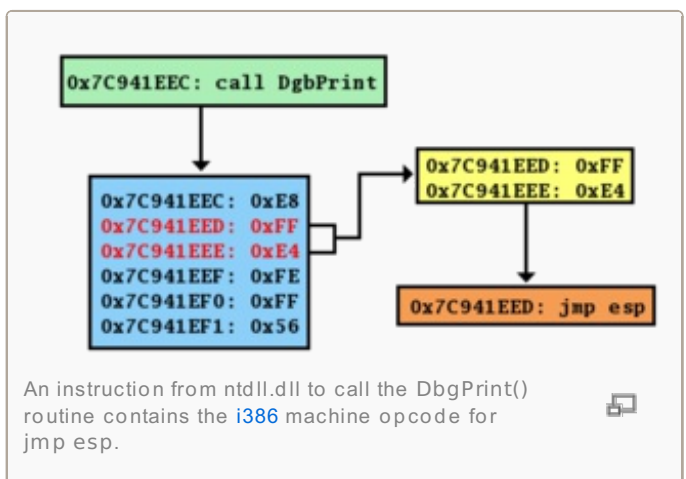 0x7C941EEC: call DgbPrint
0x7C941EEC: 0xE8
0x7C941EED: 0xFF
0x7C941EEE: 0xE4
0x7C941EEF: 0xFE
0x7C941EF0: 0xFF
0x7C941EF1: 0x56
0x7C941EED: 0xFF
0x7C941EEE: 0xE4
0x7C941EED: jmp esp
An instruction from ntdll.dll to call the DbgPrint()
routine contains the i386 machine opcode for
jmp esp.